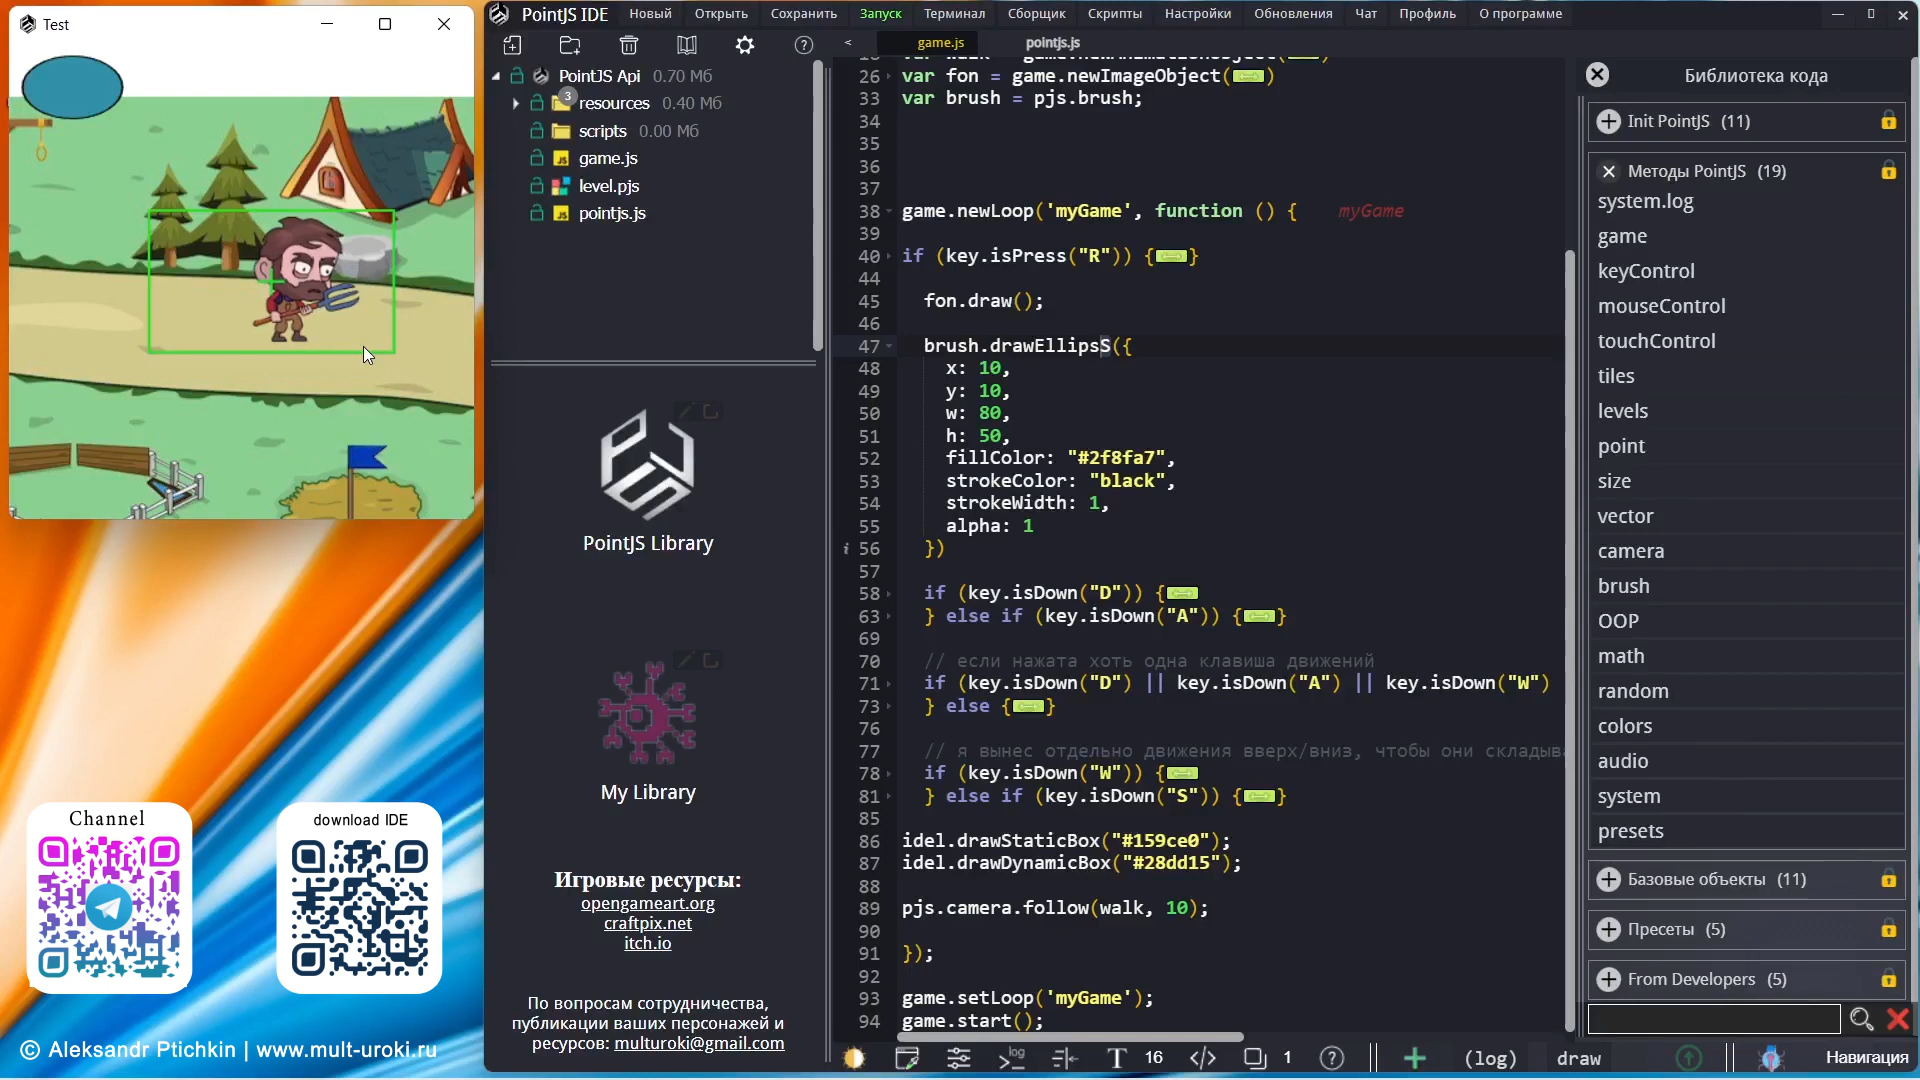 Test
PointJS IDE
Новый
Открыть
Сохранить
Запуск
Терминал
Сборщик
Скрипты
Настройки
Обновления
Чат
Профиль
О программе
<
game.js
pointjs.js
PointJS Api 0.70 Мб
3
resources 0.40 Мб
scripts 0.00 Мб
game.js
level.pjs
pointjs.js
PointJS Library
My Library
Игровые ресурсы:
opengameart.org
craftpix.net
itch.io
По вопросам сотрудничества,
публикации ваших персонажей и
ресурсов: multuroki@gmail.com
26 var fon = game.newImageObject()
33 var brush = pjs.brush;
34
35
36
37
38 game.newLoop('myGame', function () { myGame
39
40 if (key.isPress("R")) {}
44
45 fon.draw();
46
47 brush.drawEllipsS({
48 x: 10,
49 y: 10,
50 w: 80,
51 h: 50,
52 fillColor: "#2f8fa7",
53 strokeColor: "black",
54 strokeWidth: 1,
55 alpha: 1
i 56 })
57
58 if (key.isDown("D")) {
63 } else if (key.isDown("A")) {}
69
70 // если нажата хоть одна клавиша движений
71 if (key.isDown("D") || key.isDown("A") || key.isDown("W")
73 } else {}
76
77 // я вынес отдельно движения вверх/вниз, чтобы они складыва
78 if (key.isDown("W")) {
81 } else if (key.isDown("S")) {}
85
86 idel.drawStaticBox("#159ce0");
87 idel.drawDynamicBox("#28dd15");
88
89 pjs.camera.follow(walk, 10);
90
91 });
92
93 game.setLoop('myGame');
94 game.start();
log
T 16
</>
1
(log)
draw
Навигация
Библиотека кода
Init PointJS (11)
Методы PointJS (19)
system.log
game
keyControl
mouseControl
touchControl
tiles
levels
point
size
vector
camera
brush
OOP
math
random
colors
audio
system
presets
Базовые объекты (11)
Пресеты (5)
From Developers (5)
Channel
download IDE
© Aleksandr Ptichkin | www.mult-uroki.ru